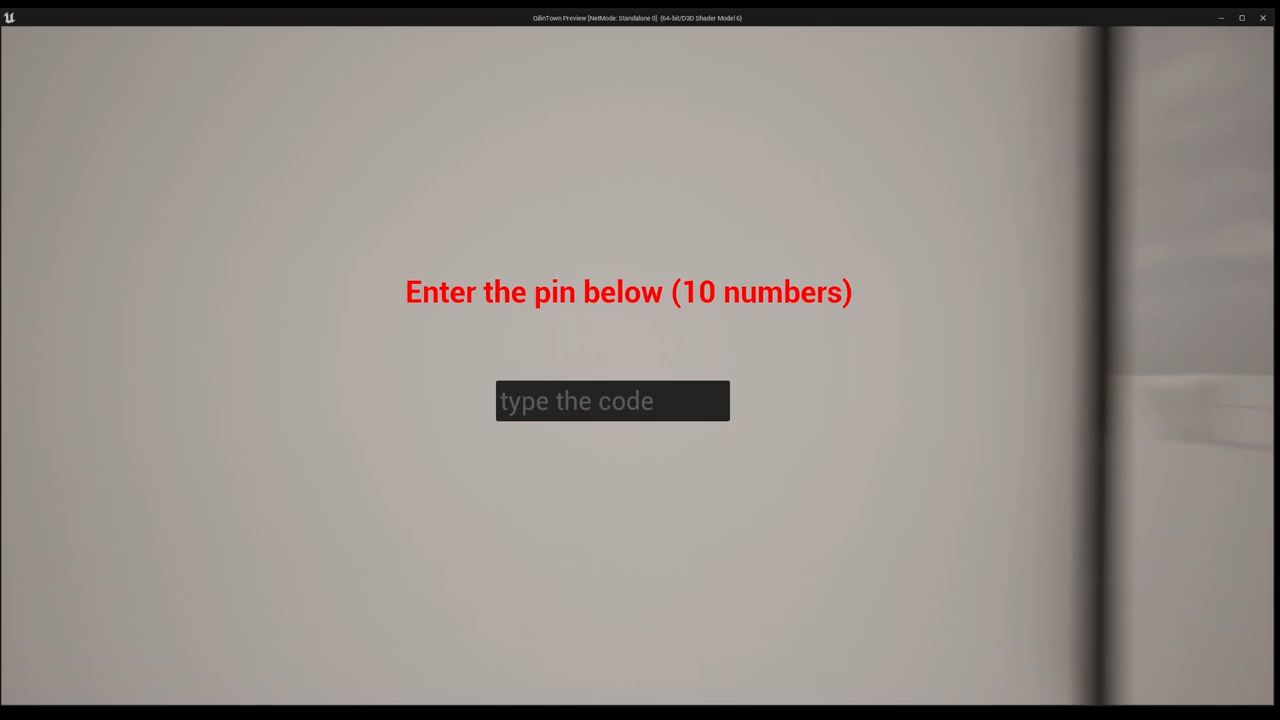 QilinTown Preview [NetMode: Standalone 0] (64-bit/D3D Shader Model 6)
Enter the pin below (10 numbers)
type the code